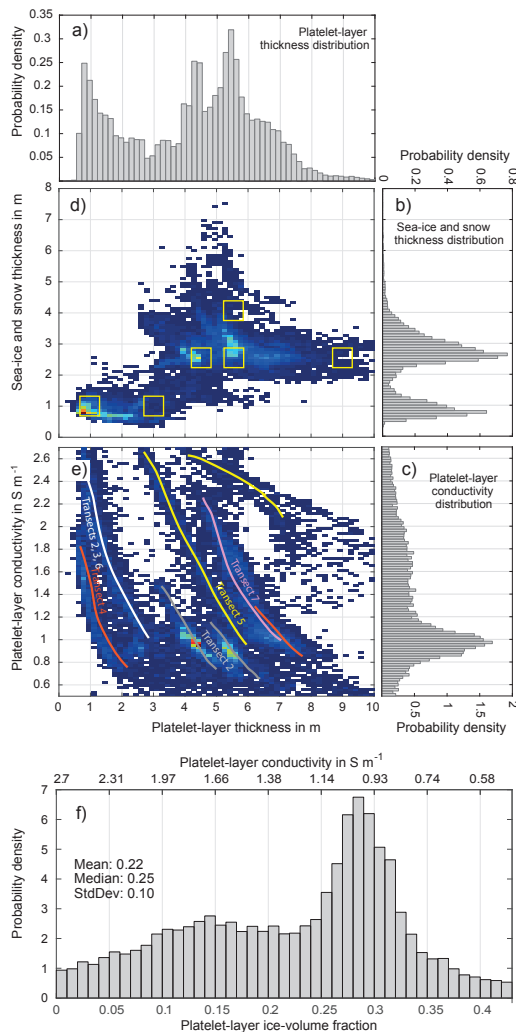 a)
Platelet-layer
thickness distribution
Probability density
0.35
0.3
0.25
0.2
0.15
0.1
0.05
Probability density
0 0.2 0.4 0.6 0.8
d)
Sea-ice and snow thickness in m
8
7
6
5
4
3
2
1
0
b)
Sea-ice and snow
thickness distribution
e)
Platelet-layer conductivity in S m-1
2.6
2.4
2.2
2.0
1.8
1.6
1.4
1.2
1.0
0.8
0.6
Transects 2, 3, 6
Transect 4
Transect 2
Transect 5
Transect 7
c)
Platelet-layer
conductivity
distribution
0 1 2 3 4 5 6 7 8 9 10
Platelet-layer thickness in m
0 0.5 1 1.5 2
Probability density
Platelet-layer conductivity in S m-1
2.7 2.31 1.97 1.66 1.38 1.14 0.93 0.74 0.58
f)
Probability density
7
6
5
4
3
2
1
0
Mean: 0.22
Median: 0.25
StdDev: 0.10
0 0.05 0.1 0.15 0.2 0.25 0.3 0.35 0.4
Platelet-layer ice-volume fraction